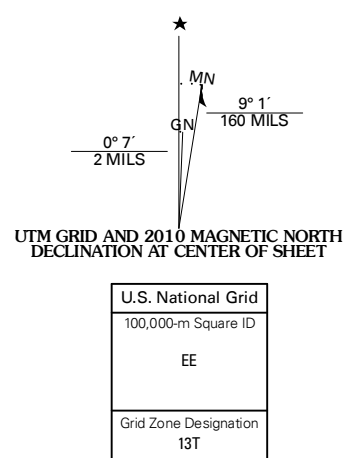 MN
9° 1´
160 MILS
GN
0° 7´
2 MILS
UTM GRID AND 2010 MAGNETIC NORTH
DECLINATION AT CENTER OF SHEET
U.S. National Grid
100,000-m Square ID
EE
Grid Zone Designation
13T